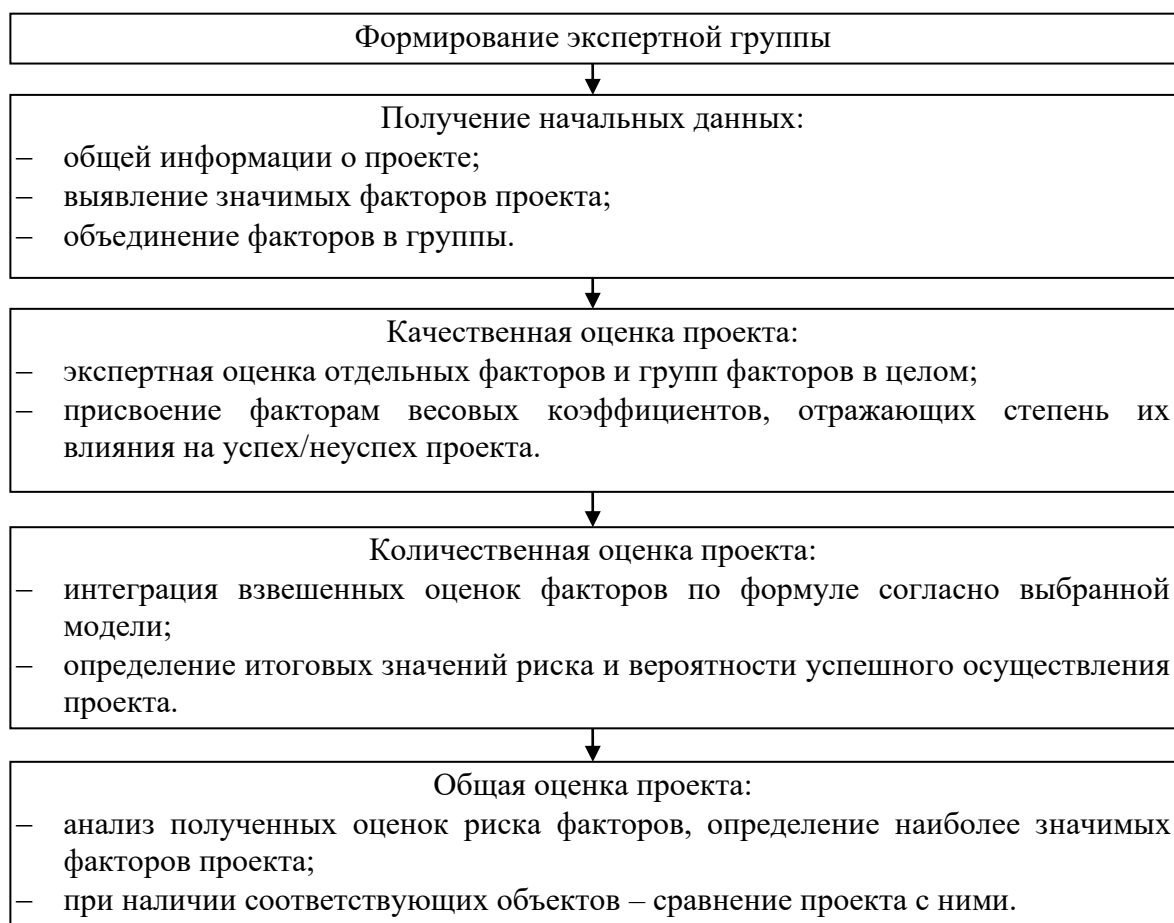 Формирование экспертной группы
Получение начальных данных:
– общей информации о проекте;
– выявление значимых факторов проекта;
– объединение факторов в группы.
Качественная оценка проекта:
– экспертная оценка отдельных факторов и групп факторов в целом;
– присвоение факторам весовых коэффициентов, отражающих степень их
влияния на успех/неуспех проекта.
Количественная оценка проекта:
– интеграция взвешенных оценок факторов по формуле согласно выбранной
модели;
– определение итоговых значений риска и вероятности успешного осуществления
проекта.
Общая оценка проекта:
– анализ полученных оценок риска факторов, определение наиболее значимых
факторов проекта;
– при наличии соответствующих объектов – сравнение проекта с ними.